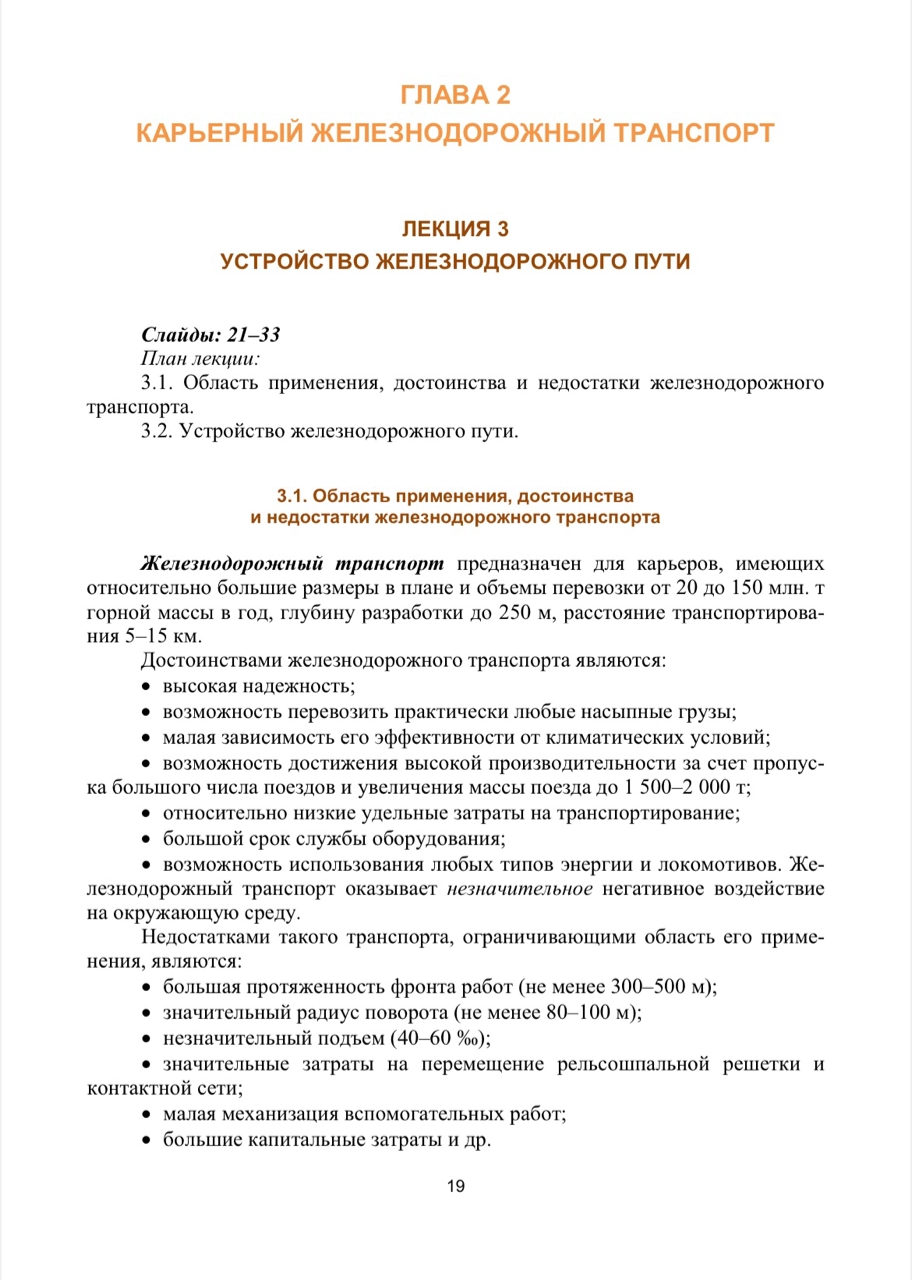 ГЛАВА 2
КАРЬЕРНЫЙ ЖЕЛЕЗНОДОРОЖНЫЙ ТРАНСПОРТ
ЛЕКЦИЯ 3
УСТРОЙСТВО ЖЕЛЕЗНОДОРОЖНОГО ПУТИ
Слайды: 21–33
План лекции:
3.1. Область применения, достоинства и недостатки железнодорожного
транспорта.
3.2. Устройство железнодорожного пути.
3.1. Область применения, достоинства
и недостатки железнодорожного транспорта
Железнодорожный транспорт предназначен для карьеров, имеющих
относительно большие размеры в плане и объемы перевозки от 20 до 150 млн. т
горной массы в год, глубину разработки до 250 м, расстояние транспортирова-
ния 5–15 км.
Достоинствами железнодорожного транспорта являются:
• высокая надежность;
• возможность перевозить практически любые насыпные грузы;
• малая зависимость его эффективности от климатических условий;
• возможность достижения высокой производительности за счет пропус-
ка большого числа поездов и увеличения массы поезда до 1 500–2 000 т;
• относительно низкие удельные затраты на транспортирование;
• большой срок службы оборудования;
• возможность использования любых типов энергии и локомотивов. Же-
лезнодорожный транспорт оказывает незначительное негативное воздействие
на окружающую среду.
Недостатками такого транспорта, ограничивающими область его приме-
нения, являются:
• большая протяженность фронта работ (не менее 300–500 м);
• значительный радиус поворота (не менее 80–100 м);
• незначительный подъем (40–60 ‰);
• значительные затраты на перемещение рельсошпальной решетки и
контактной сети;
• малая механизация вспомогательных работ;
• большие капитальные затраты и др.
19